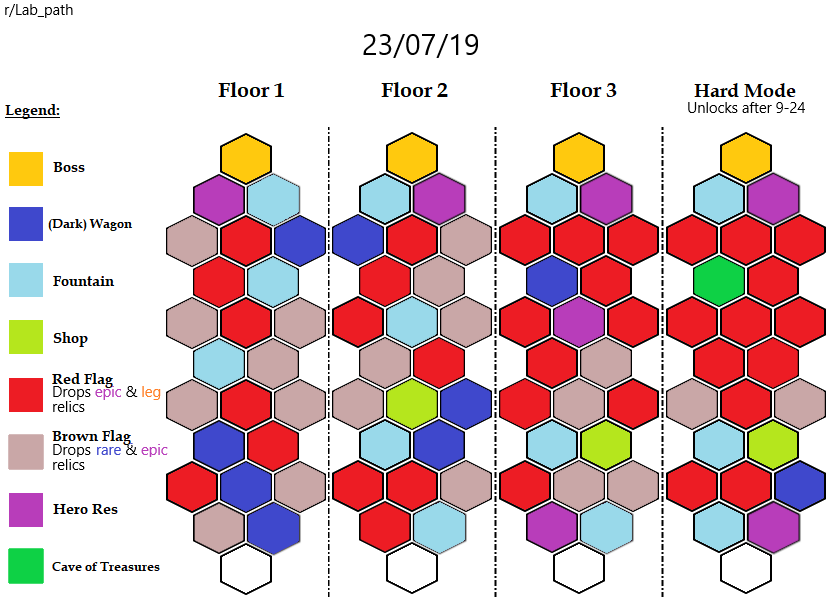 r/Lab_path
23/07/19
Floor 1
Floor 2
Floor 3
Hard Mode
Unlocks after 9-24
Legend:
Boss
(Dark) Wagon
Fountain
Shop
Red Flag
Drops epic & leg
relics
Brown Flag
Drops rare & epic
relics
Hero Res
Cave of Treasures